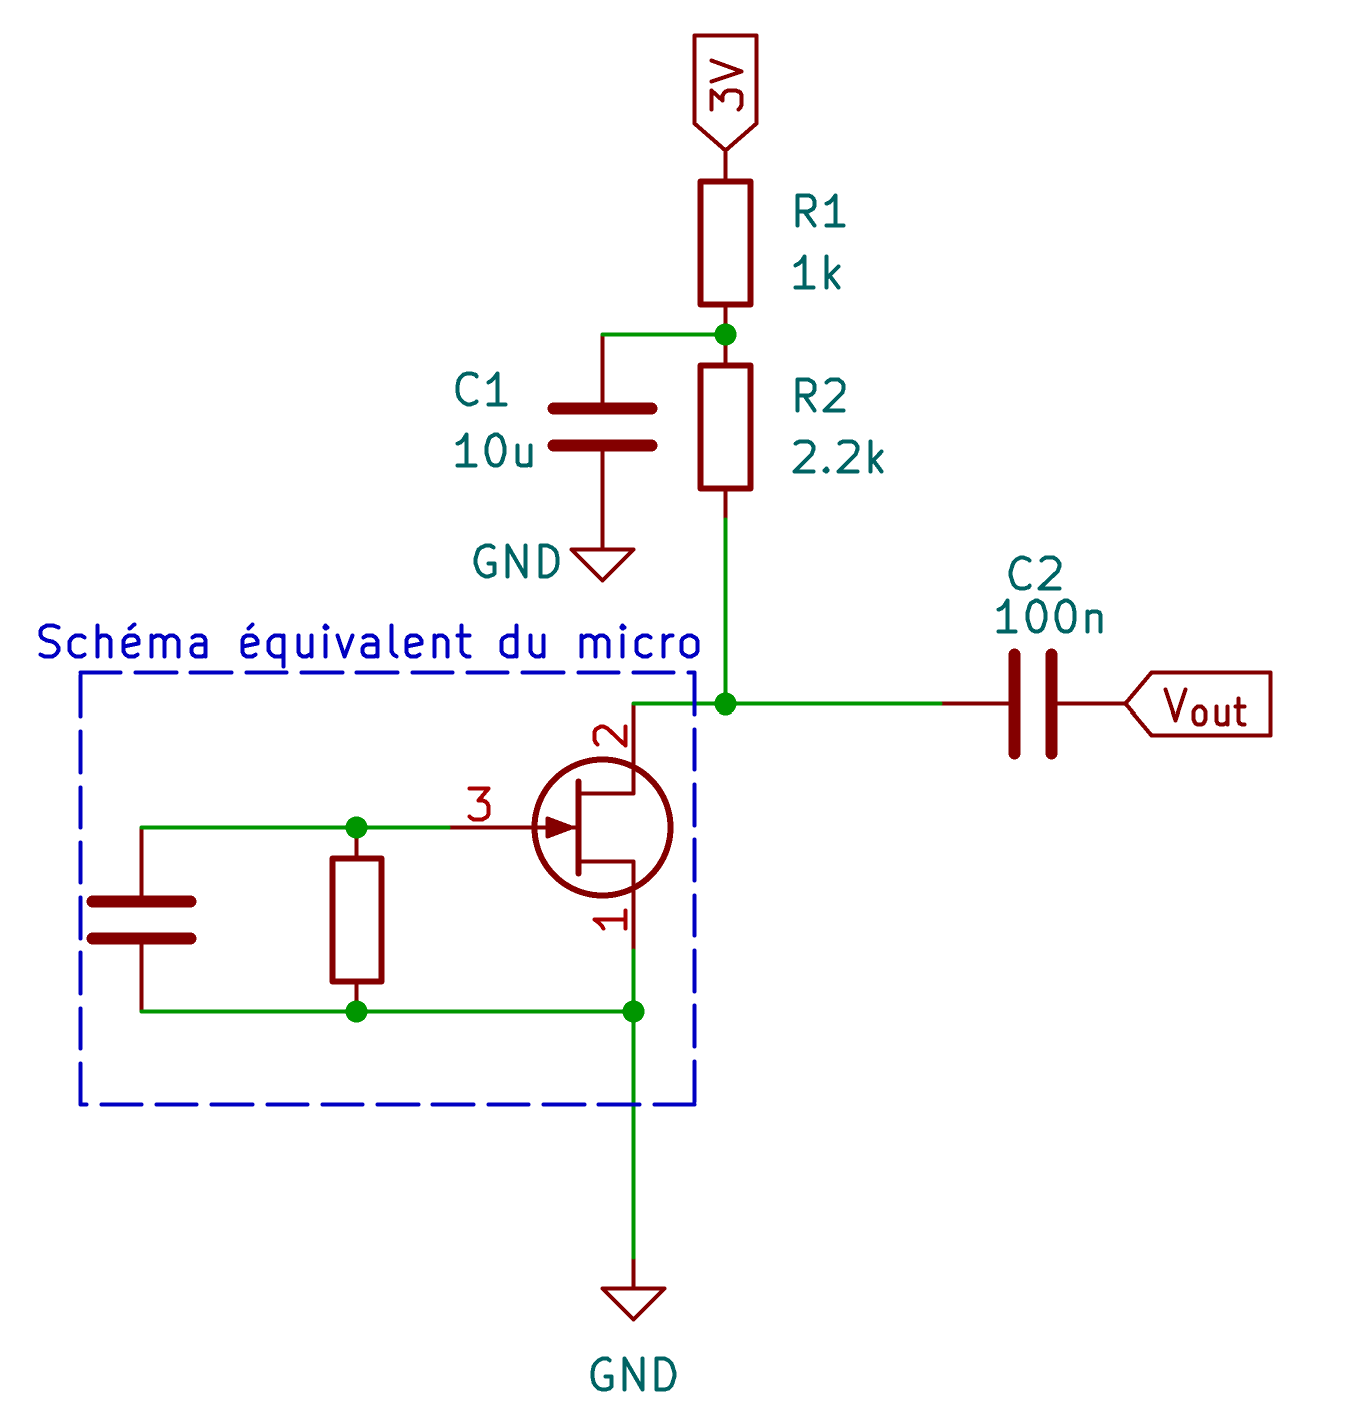 3V
R1
1k
C1
10u
R2
2.2k
GND
C2
100n
Schéma équivalent du micro
Vout
2
3
1
GND